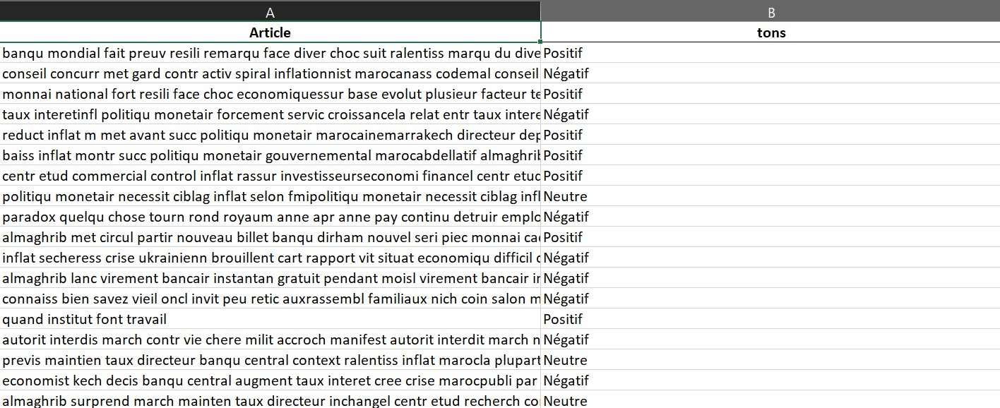 A B
Article tons
banqu mondial fait preuv resili remarqu face diver choc suit ralentiss marqu du dive Positif
conseil concurr met gard contr activ spiral inflationnist marocanass codemal conseil Négatif
monnai national fort resili face choc economiquessur base evolut plusieur facteur te Positif
taux interetinfl politiqu monetair forcement servic croissancela relat entr taux intere Négatif
reduct inflat m met avant succ politiqu monetair marocainemarrakech directeur dep Positif
baiss inflat montr succ politiqu monetair gouvernemental marocabdellatif almaghrib Positif
centr etud commercial control inflat rassur investisseurseconomi financel centr etud Positif
politiqu monetair necessit ciblag inflat selon fmipolitiqu monetair necessit ciblag infl Neutre
paradox quelqu chose tourn rond royaum anne apr anne pay continu detruir emplo Négatif
almaghrib met circul partir nouveau billet banqu dirham nouvel seri piec monnai ca Positif
inflat secheress crise ukrainienn brouillent cart rapport vit situat economiqu difficil c Négatif
almaghrib lanc virement bancair instantan gratuit pendant moisl virement bancair in Négatif
connaiss bien savez vieil oncl invit peu retic auxrassembl familiaux nich coin salon m Négatif
quand institut font travail Positif
autorit interdis march contr vie chere milit accroch manifest autorit interdit march n Négatif
previs maintien taux directeur banqu central context ralentiss inflat marocla plupart Neutre
economist kech decis banqu central augment taux interet cree crise marocpubli par Négatif
almaghrib surprend march mainten taux directeur inchangel centr etud recherch co Neutre